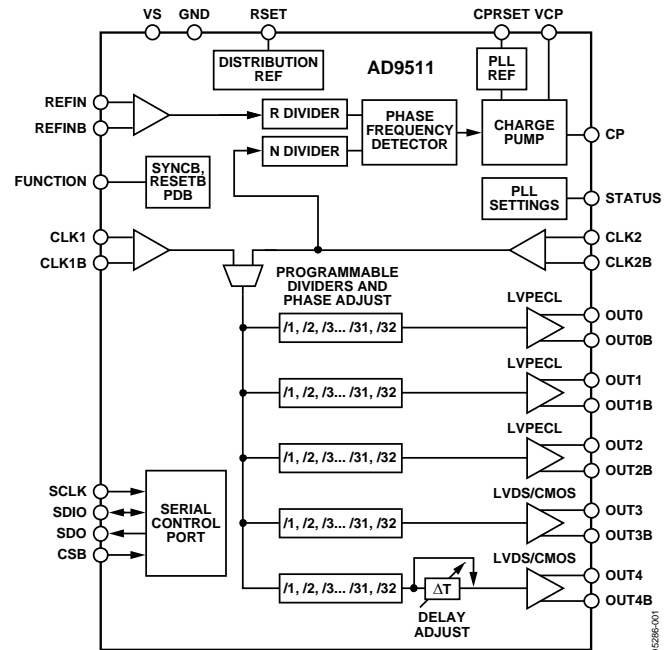 VS GND RSET CPRSET VCP
DISTRIBUTION
REF
AD9511
PLL
REF
REFIN
REFINB
R DIVIDER
N DIVIDER
PHASE
FREQUENCY
DETECTOR
CHARGE
PUMP
CP
FUNCTION
SYNCB,
RESETB
PDB
PLL
SETTINGS
STATUS
CLK1
CLK1B
CLK2
CLK2B
PROGRAMMABLE
DIVIDERS AND
PHASE ADJUST
LVPECL
/1, /2, /3... /31, /32
OUT0
OUT0B
LVPECL
/1, /2, /3... /31, /32
OUT1
OUT1B
LVPECL
/1, /2, /3... /31, /32
OUT2
OUT2B
SCLK
SDIO
SDO
CSB
SERIAL
CONTROL
PORT
LVDS/CMOS
/1, /2, /3... /31, /32
OUT3
OUT3B
LVDS/CMOS
/1, /2, /3... /31, /32
ΔT
OUT4
OUT4B
DELAY
ADJUST
05286-001